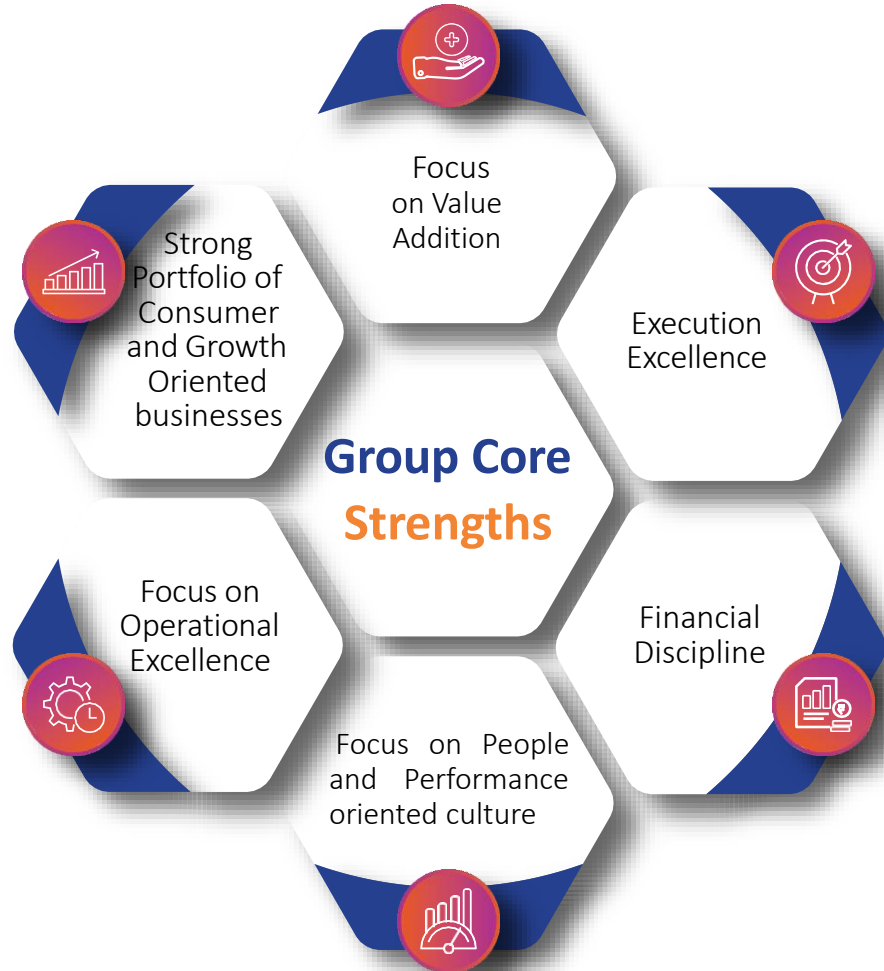 Focus
on Value
Addition
Strong
Portfolio of
Consumer
and Growth
Oriented
businesses
Execution
Excellence
Group Core
Strengths
Focus on
Operational
Excellence
Financial
Discipline
Focus on People
and Performance
oriented culture
₹